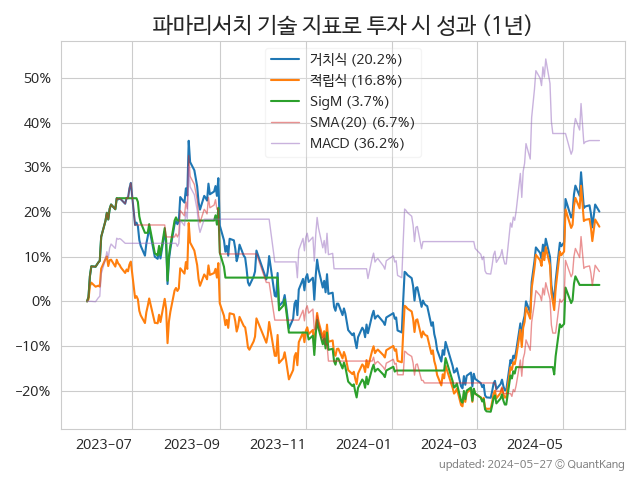 파마리서치 기술 지표로 투자 시 성과 (1년)
거치식 (20.2%)
적립식 (16.8%)
SigM (3.7%)
SMA(20) (6.7%)
MACD (36.2%)
50%
40%
30%
20%
10%
0%
−10%
−20%
2023-07
2023-09
2023-11
2024-01
2024-03
2024-05
updated: 2024-05-27 © QuantKang